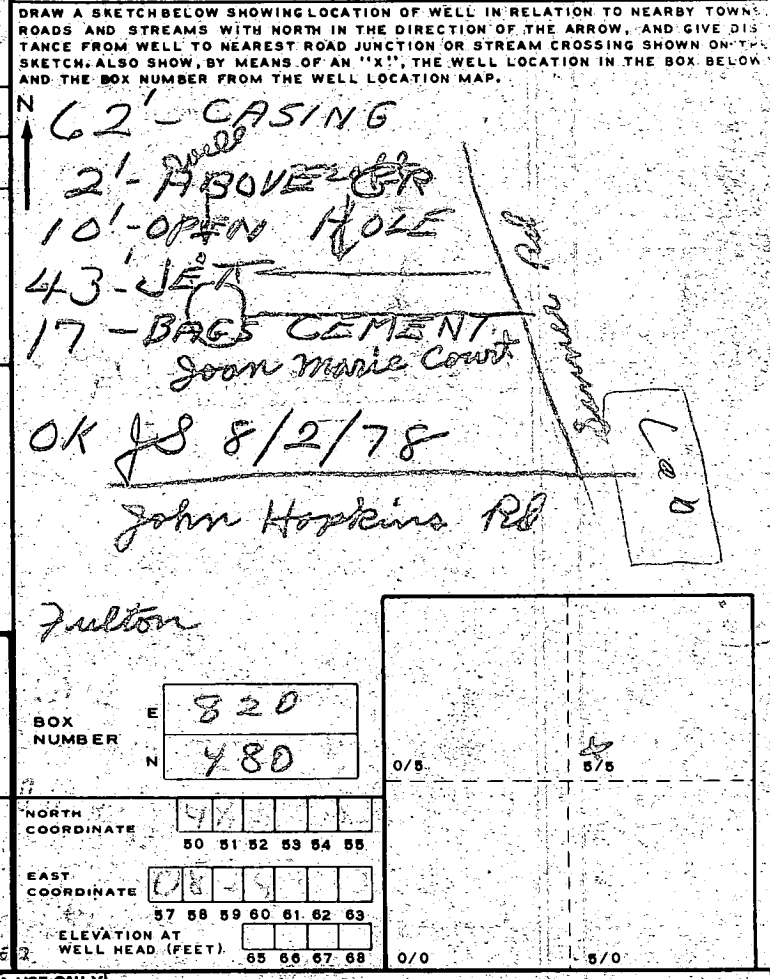 DRAW A SKETCH BELOW SHOWING LOCATION OF WELL IN RELATION TO NEARBY TOWNS
ROADS AND STREAMS WITH NORTH IN THE DIRECTION OF THE ARROW, AND GIVE DIS
TANCE FROM WELL TO NEAREST ROAD JUNCTION OR STREAM CROSSING SHOWN ON THE
SKETCH. ALSO SHOW, BY MEANS OF AN "X", THE WELL LOCATION IN THE BOX BELOW
AND THE BOX NUMBER FROM THE WELL LOCATION MAP.
N
62' - CASING
well
2' - ABOVE GR
10' - OPEN HOLE
43' - JET
17 - BAGS CEMENT
Joan Marie Court
Rd
OK JS 8/2/78
John Hopkins Rd
Fulton
BOX
NUMBER
E 820
N 480
0/5 5/5
NORTH
COORDINATE
50 51 52 53 54 55
EAST
COORDINATE
57 58 59 60 61 62 63
ELEVATION AT
WELL HEAD (FEET)
65 66 67 68
0/0 5/0